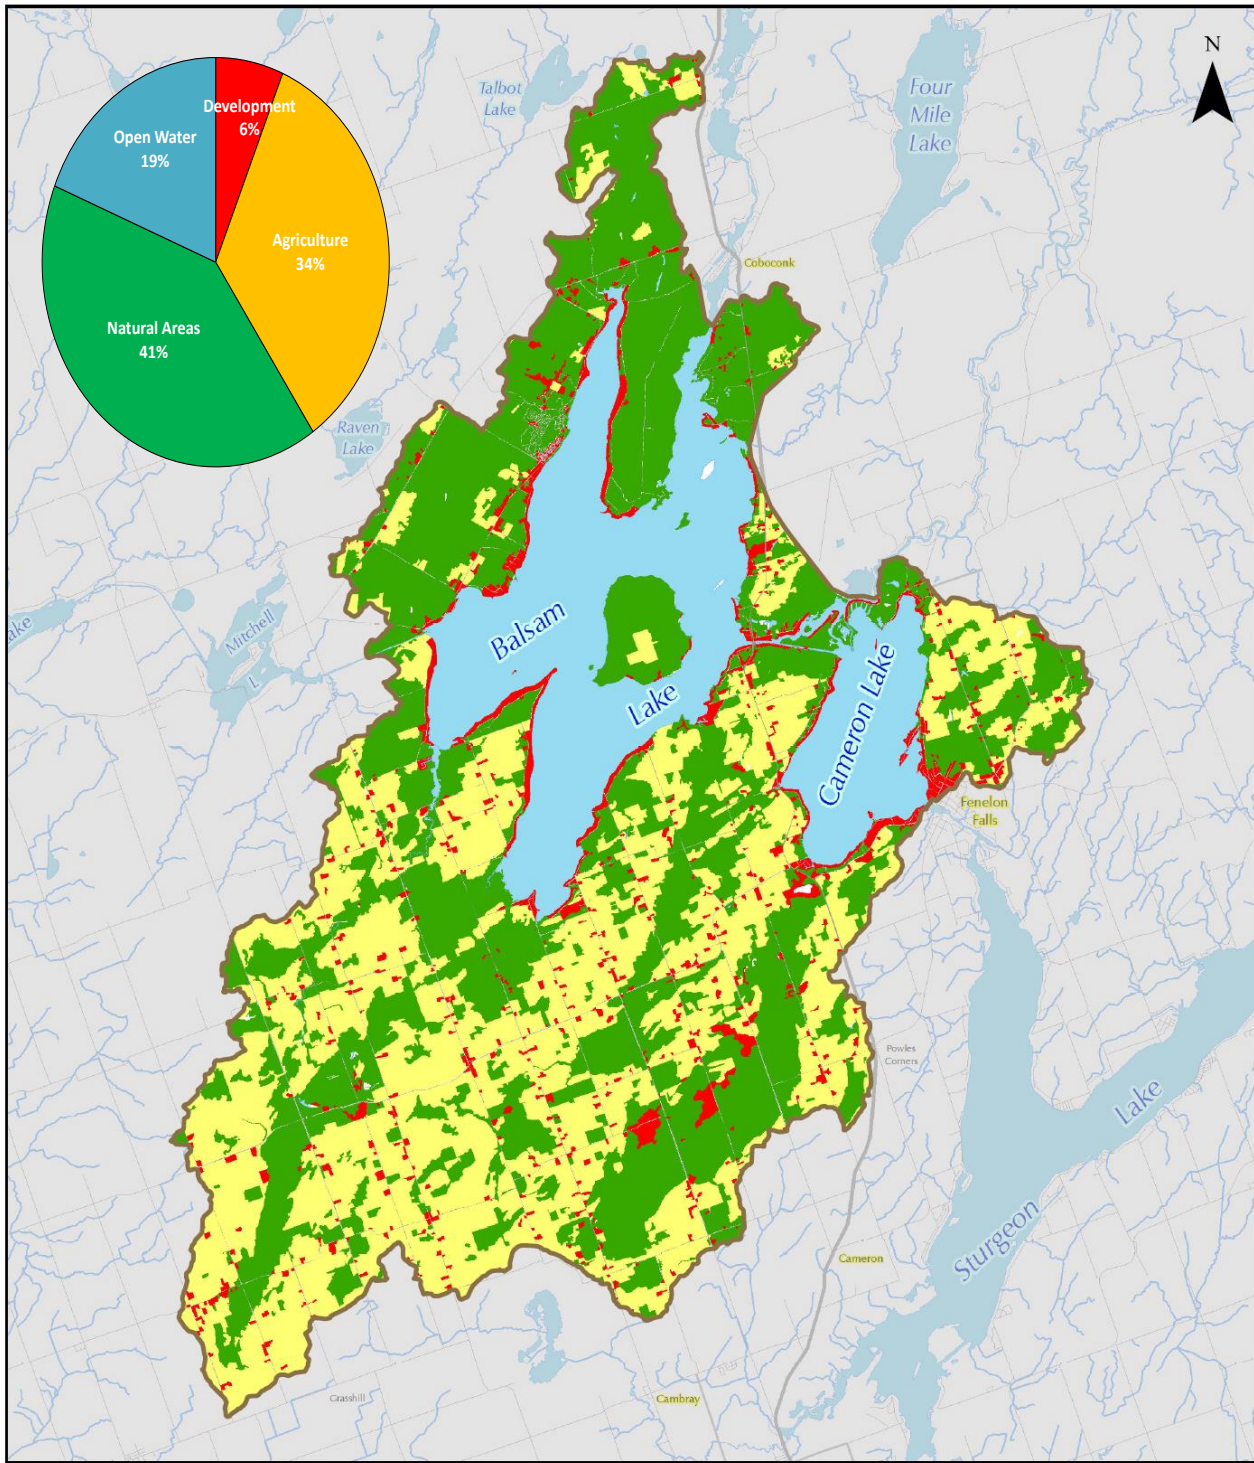 N
Talbot
Lake
Four
Mile
Lake
Development
6%
Open Water
19%
Agriculture
34%
Natural Areas
41%
Coboconk
Raven
Lake
Mitchell
L
Balsam
Lake
Cameron Lake
Fenelon
Falls
Powles
Corners
Lake
Sturgeon
Cameron
Grasshill
Cambray